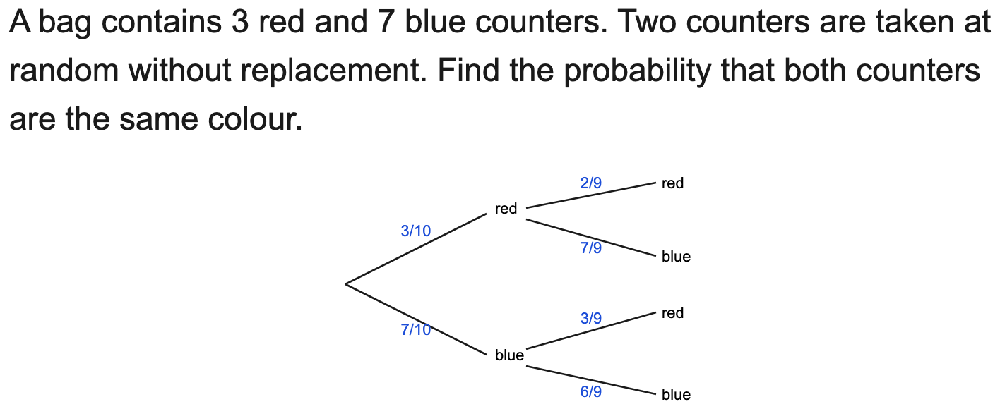 A bag contains 3 red and 7 blue counters. Two counters are taken at
random without replacement. Find the probability that both counters
are the same colour.
2/9
red
red
3/10
7/9
blue
3/9
red
7/10
blue
6/9
blue